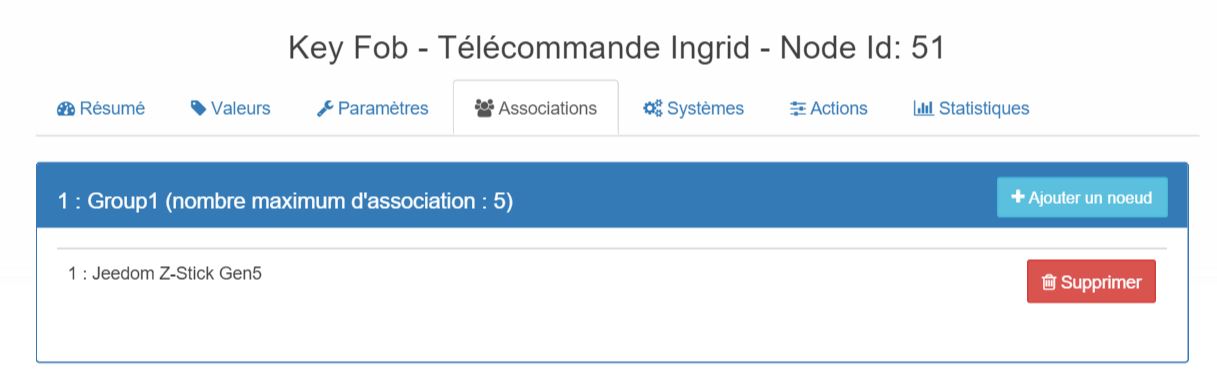 Key Fob - Télécommande Ingrid - Node Id: 51
Résumé Valeurs Paramètres Associations Systèmes Actions Statistiques
1 : Group1 (nombre maximum d'association : 5) Ajouter un noeud
1 : Jeedom Z-Stick Gen5 Supprimer